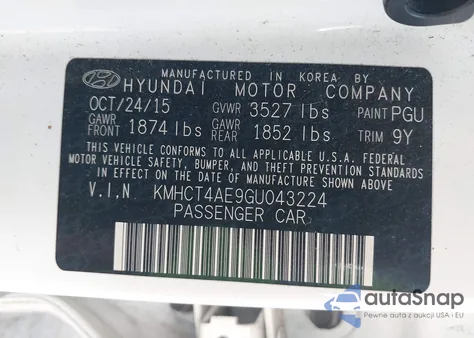 MANUFACTURED IN KOREA BY
HYUNDAI MOTOR COMPANY
OCT/24/15 GVWR 3527 lbs PAINT PGU
GAWR FRONT 1874 lbs GAWR REAR 1852 lbs TRIM 9Y
THIS VEHICLE CONFORMS TO ALL APPLICABLE U.S.A. FEDERAL
MOTOR VEHICLE SAFETY, BUMPER, AND THEFT PREVENTION STANDARDS
IN EFFECT ON THE DATE OF MANUFACTURE SHOWN ABOVE.
V.I.N KMHCT4AE9GU043224
PASSENGER CAR
autoSnap
Pewne auta z USA i EU